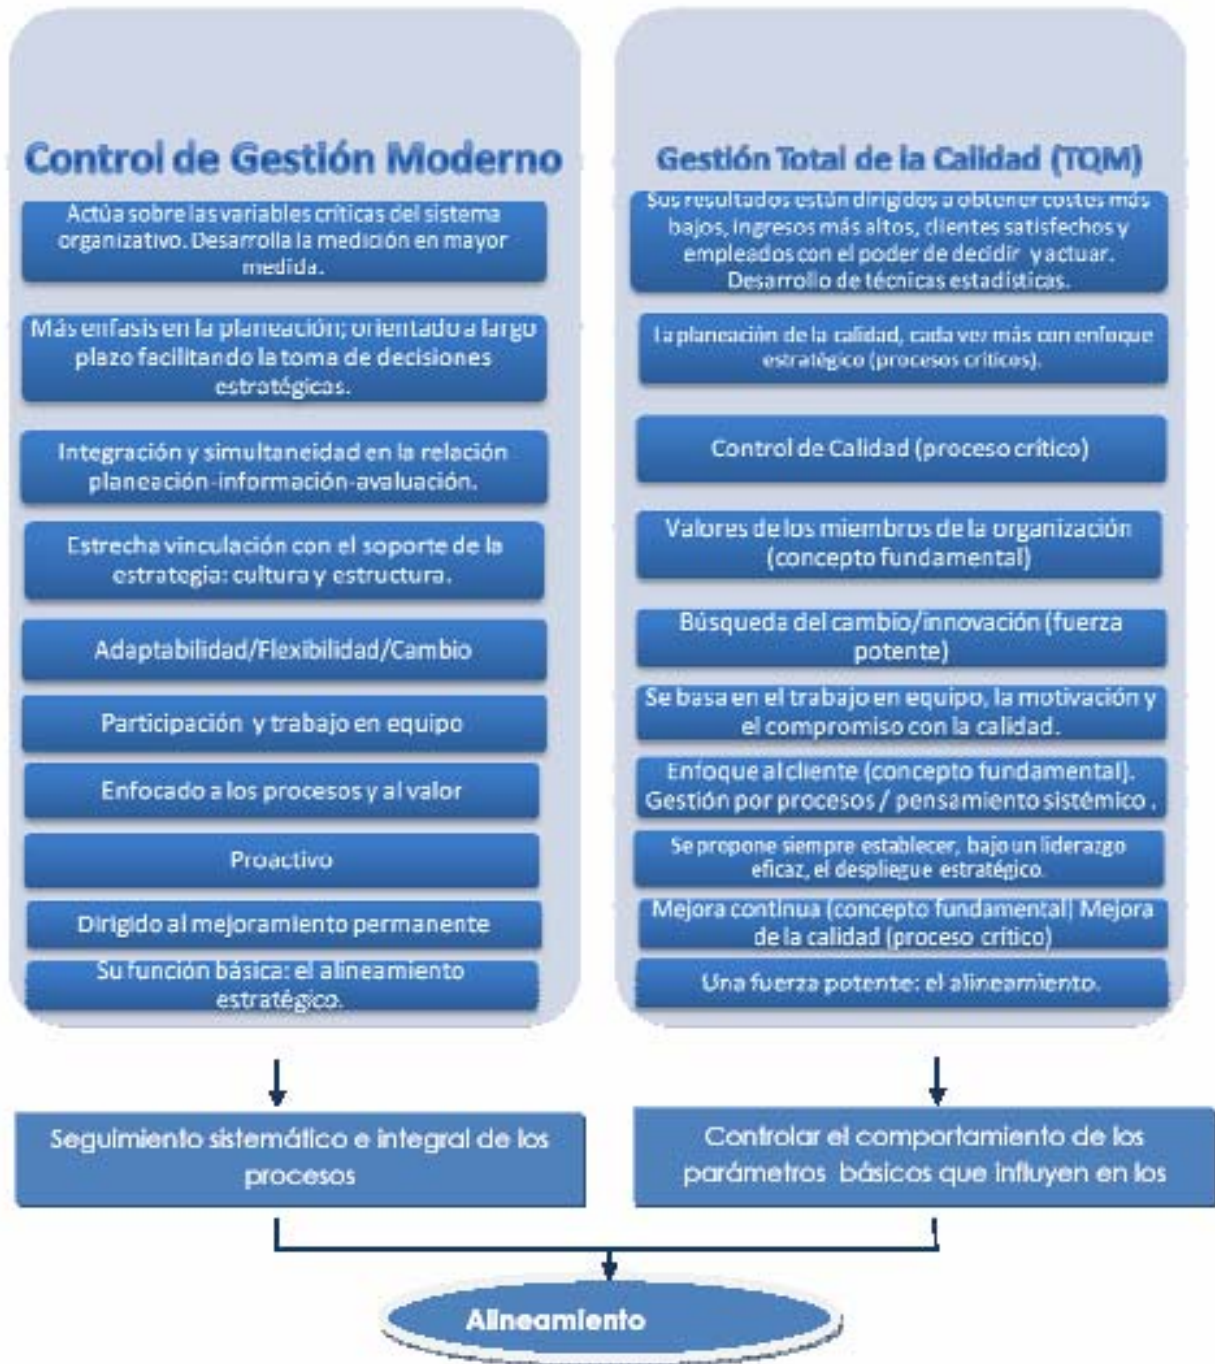 Control de Gestión Moderno
Actúa sobre las variables críticas del sistema
organizativo. Desarrolla la medición en mayor
medida.
Más enfasis en la planeación; orientado a largo
plazo facilitando la toma de decisiones
estratégicas.
Integración y simultaneidad en la relación
planeación-información-avaluación.
Estrecha vinculación con el soporte de la
estrategia: cultura y estructura.
Adaptabilidad/Flexibilidad/Cambio
Participación y trabajo en equipo
Enfocado a los procesos y al valor
Proactivo
Dirigido al mejoramiento permanente
Su función básica: el alineamiento
estratégico.
Gestión Total de la Calidad (TQM)
Sus resultados están dirigidos a obtener costes más
bajos, ingresos más altos, clientes satisfechos y
empleados con el poder de decidir y actuar.
Desarrollo de técnicas estadísticas.
La planeación de la calidad, cada vez más con enfoque
estratégico (procesos críticos).
Control de Calidad (proceso crítico)
Valores de los miembros de la organización
(concepto fundamental)
Búsqueda del cambio/innovación (fuerza
potente)
Se basa en el trabajo en equipo, la motivación y
el compromiso con la calidad.
Enfoque al cliente (concepto fundamental).
Gestión por procesos / pensamiento sistémico .
Se propone siempre establecer, bajo un liderazgo
eficaz, el despliegue estratégico.
Mejora continua (concepto fundamental) Mejora
de la calidad (proceso crítico)
Una fuerza potente: el alineamiento.
Seguimiento sistemático e integral de los
procesos
Controlar el comportamiento de los
parámetros básicos que influyen en los
Alineamiento